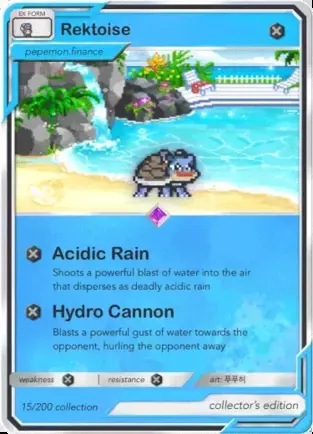 EX FORM
Rektoise
pepemon.finance
Acidic Rain
Shoots a powerful blast of water into the air
that disperses as deadly acidic rain
Hydro Cannon
Blasts a powerful gust of water towards the
opponent, hurling the opponent away
weakness resistance art: 푸푸히
15/200 collection collector's edition